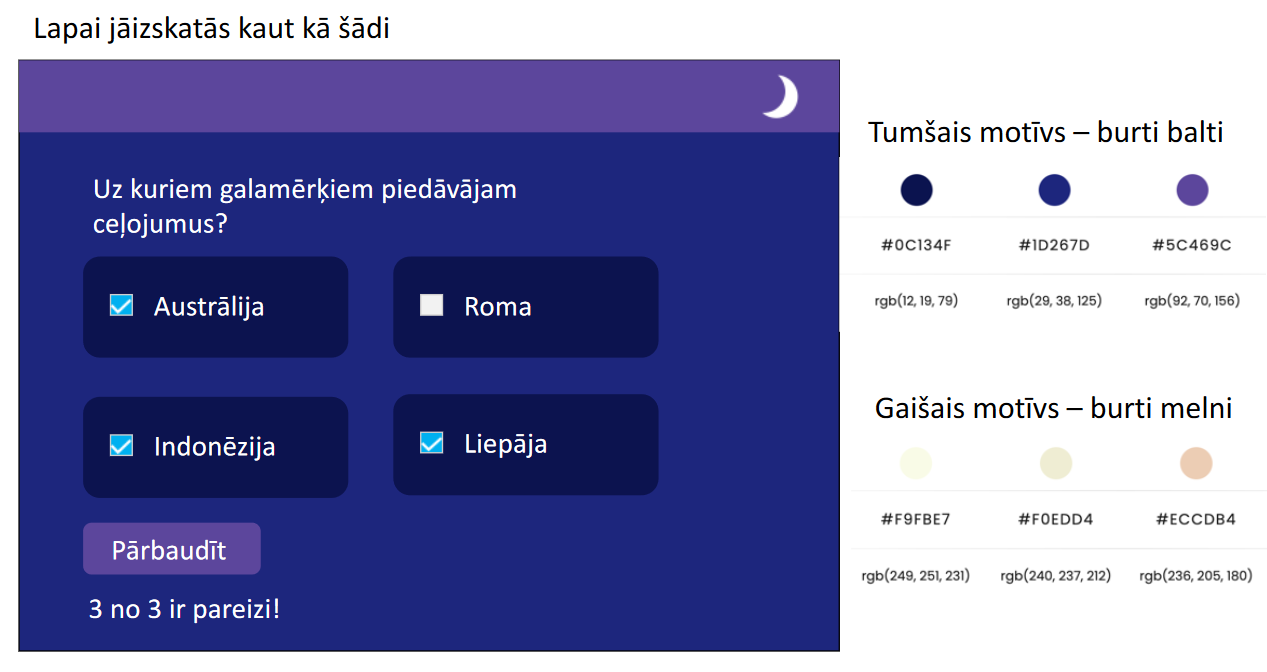 Lapai jāizskatās kaut kā šādi
Uz kuriem galamērķiem piedāvājam
ceļojumus?
Austrālija
Roma
Indonēzija
Liepāja
Pārbaudīt
3 no 3 ir pareizi!
Tumšais motīvs – burti balti
#0C134F #1D267D #5C469C
rgb(12, 19, 79) rgb(29, 38, 125) rgb(92, 70, 156)
Gaišais motīvs – burti melni
#F9FBE7 #F0EDD4 #ECCDB4
rgb(249, 251, 231) rgb(240, 237, 212) rgb(236, 205, 180)